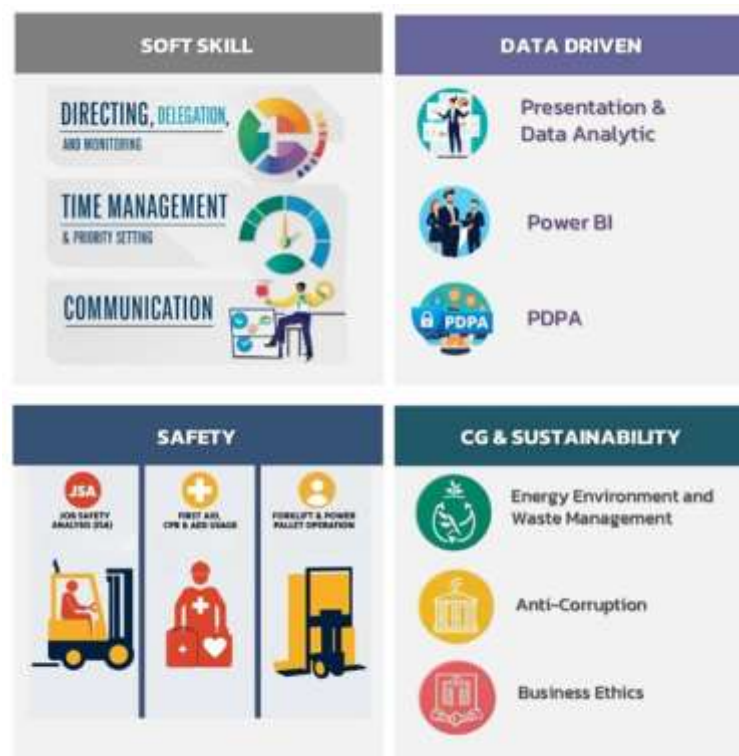 SOFT SKILL
DIRECTING, DELEGATION,
AND MONITORING
TIME MANAGEMENT
& PRIORITY SETTING
COMMUNICATION
DATA DRIVEN
Presentation &
Data Analytic
Power BI
PDPA
PDPA
SAFETY
JSA
JOB SAFETY
ANALYSIS (JSA)
FIRST AID,
CPR & AED USAGE
FORKLIFT & POWER
PALLET OPERATION
CG & SUSTAINABILITY
Energy Environment and
Waste Management
Anti-Corruption
Business Ethics